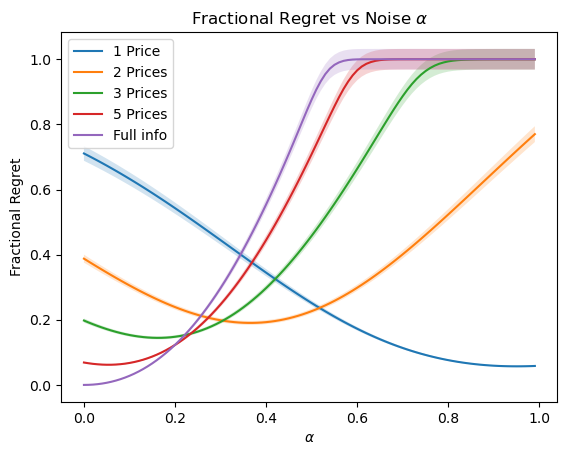 Fractional Regret vs Noise α
1 Price
2 Prices
3 Prices
5 Prices
Full info
Fractional Regret
1.0
0.8
0.6
0.4
0.2
0.0
0.0 0.2 0.4 0.6 0.8 1.0
α